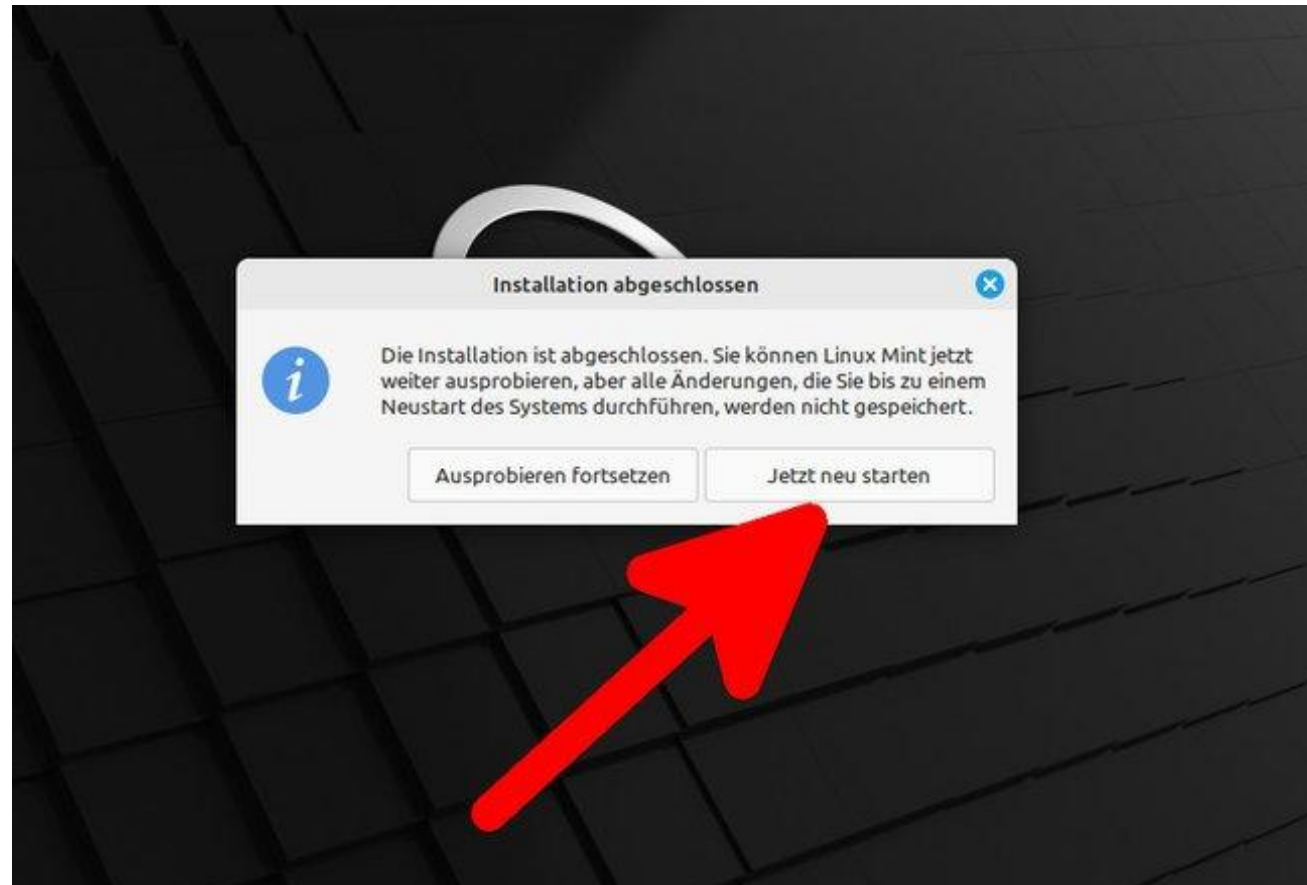 Installation abgeschlossen
Die Installation ist abgeschlossen. Sie können Linux Mint jetzt
weiter ausprobieren, aber alle Änderungen, die Sie bis zu einem
Neustart des Systems durchführen, werden nicht gespeichert.
Ausprobieren fortsetzen
Jetzt neu starten